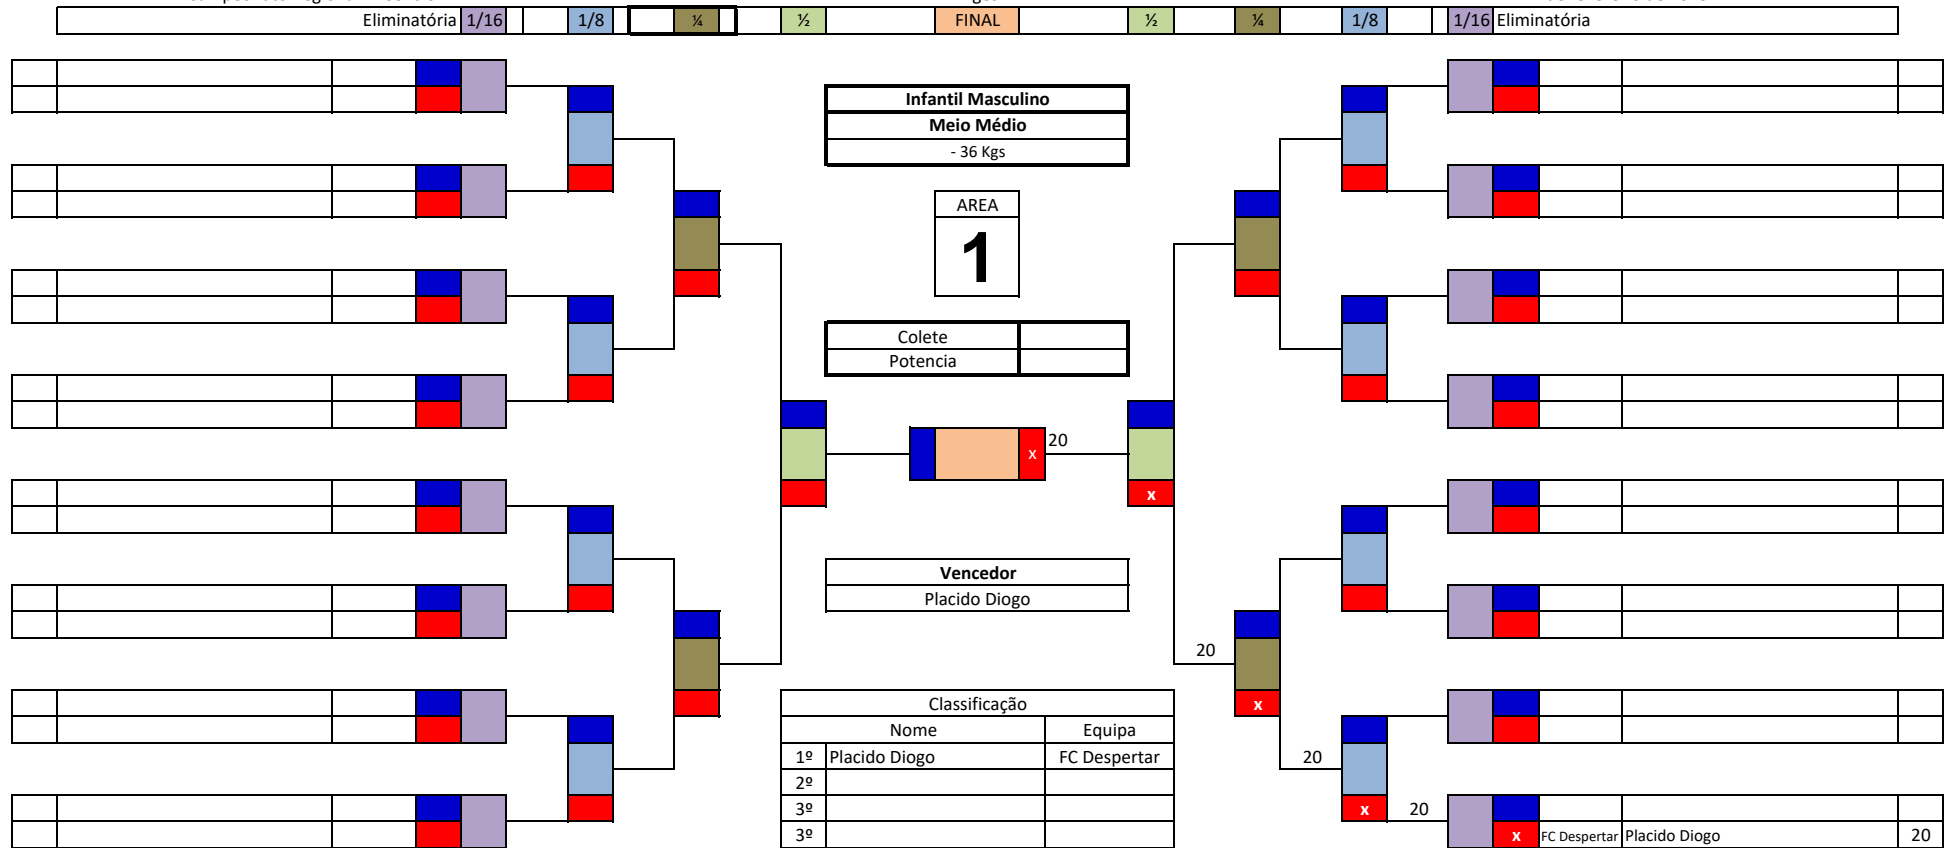 Eliminatória 1/16 1/8 ¼ ½ FINAL ½ ¼ 1/8 1/16 Eliminatória
Infantil Masculino
Meio Médio
- 36 Kgs
AREA
1
Colete
Potencia
x 20
x
Vencedor
Placido Diogo
20
x
Classificação
Nome Equipa
1º Placido Diogo FC Despertar
2º
3º
3º
20
x 20
x FC Despertar Placido Diogo 20